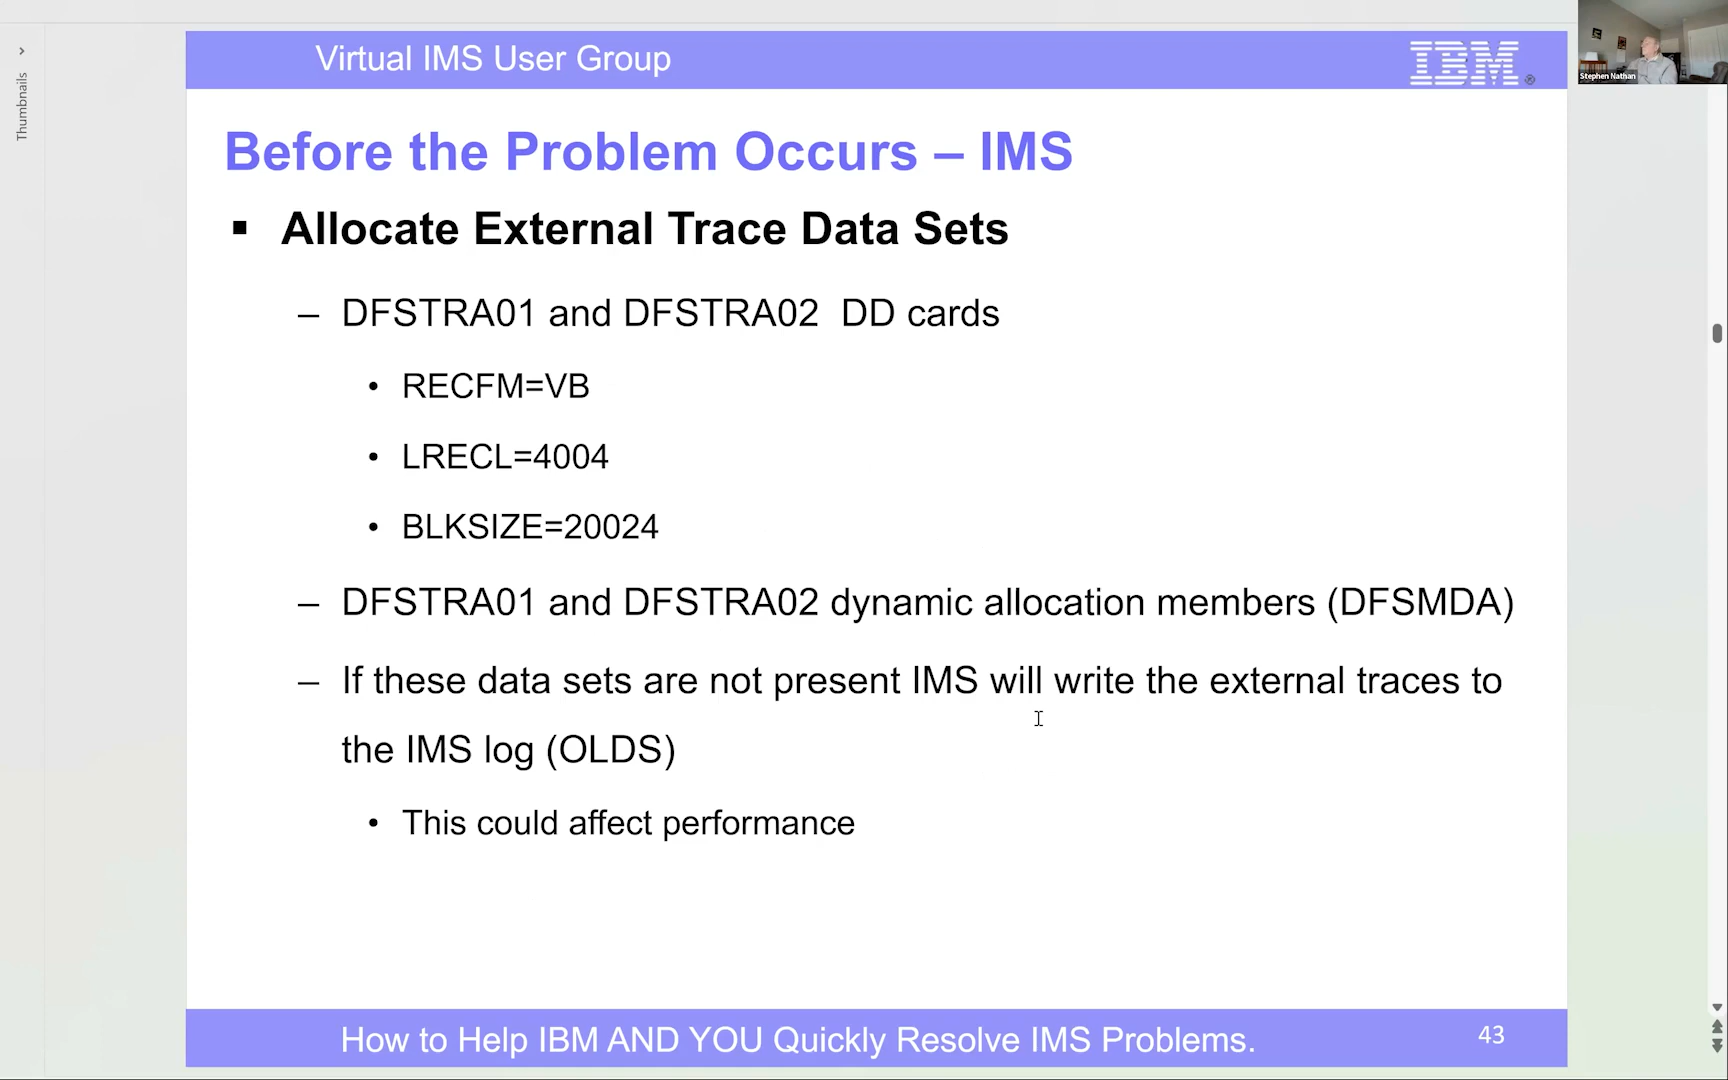 Virtual IMS User Group
IBM®
Stephen Nathan
Thumbnails
Before the Problem Occurs – IMS
▪ Allocate External Trace Data Sets
– DFSTRA01 and DFSTRA02 DD cards
• RECFM=VB
• LRECL=4004
• BLKSIZE=20024
– DFSTRA01 and DFSTRA02 dynamic allocation members (DFSMDA)
– If these data sets are not present IMS will write the external traces to
the IMS log (OLDS)
• This could affect performance
How to Help IBM AND YOU Quickly Resolve IMS Problems.
43